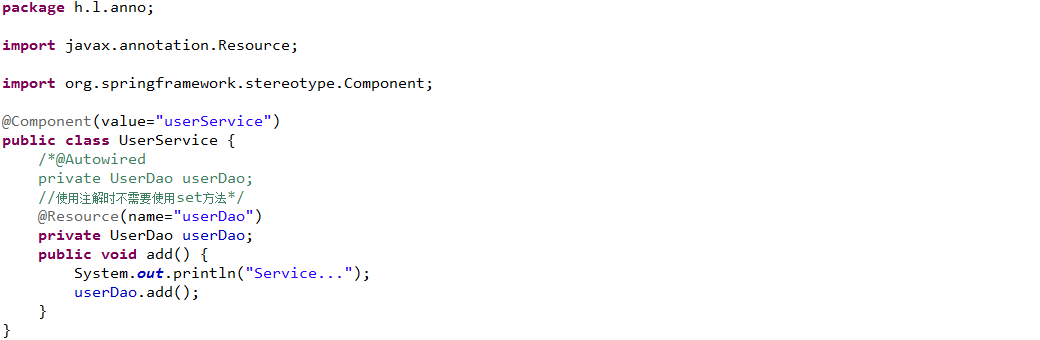 package h.l.anno;
import javax.annotation.Resource;
import org.springframework.stereotype.Component;
@Component(value="userService")
public class UserService {
/*@Autowired
private UserDao userDao;
//使用注解时不需要使用set方法*/
@Resource(name="userDao")
private UserDao userDao;
public void add() {
System.out.println("Service...");
userDao.add();
}
}